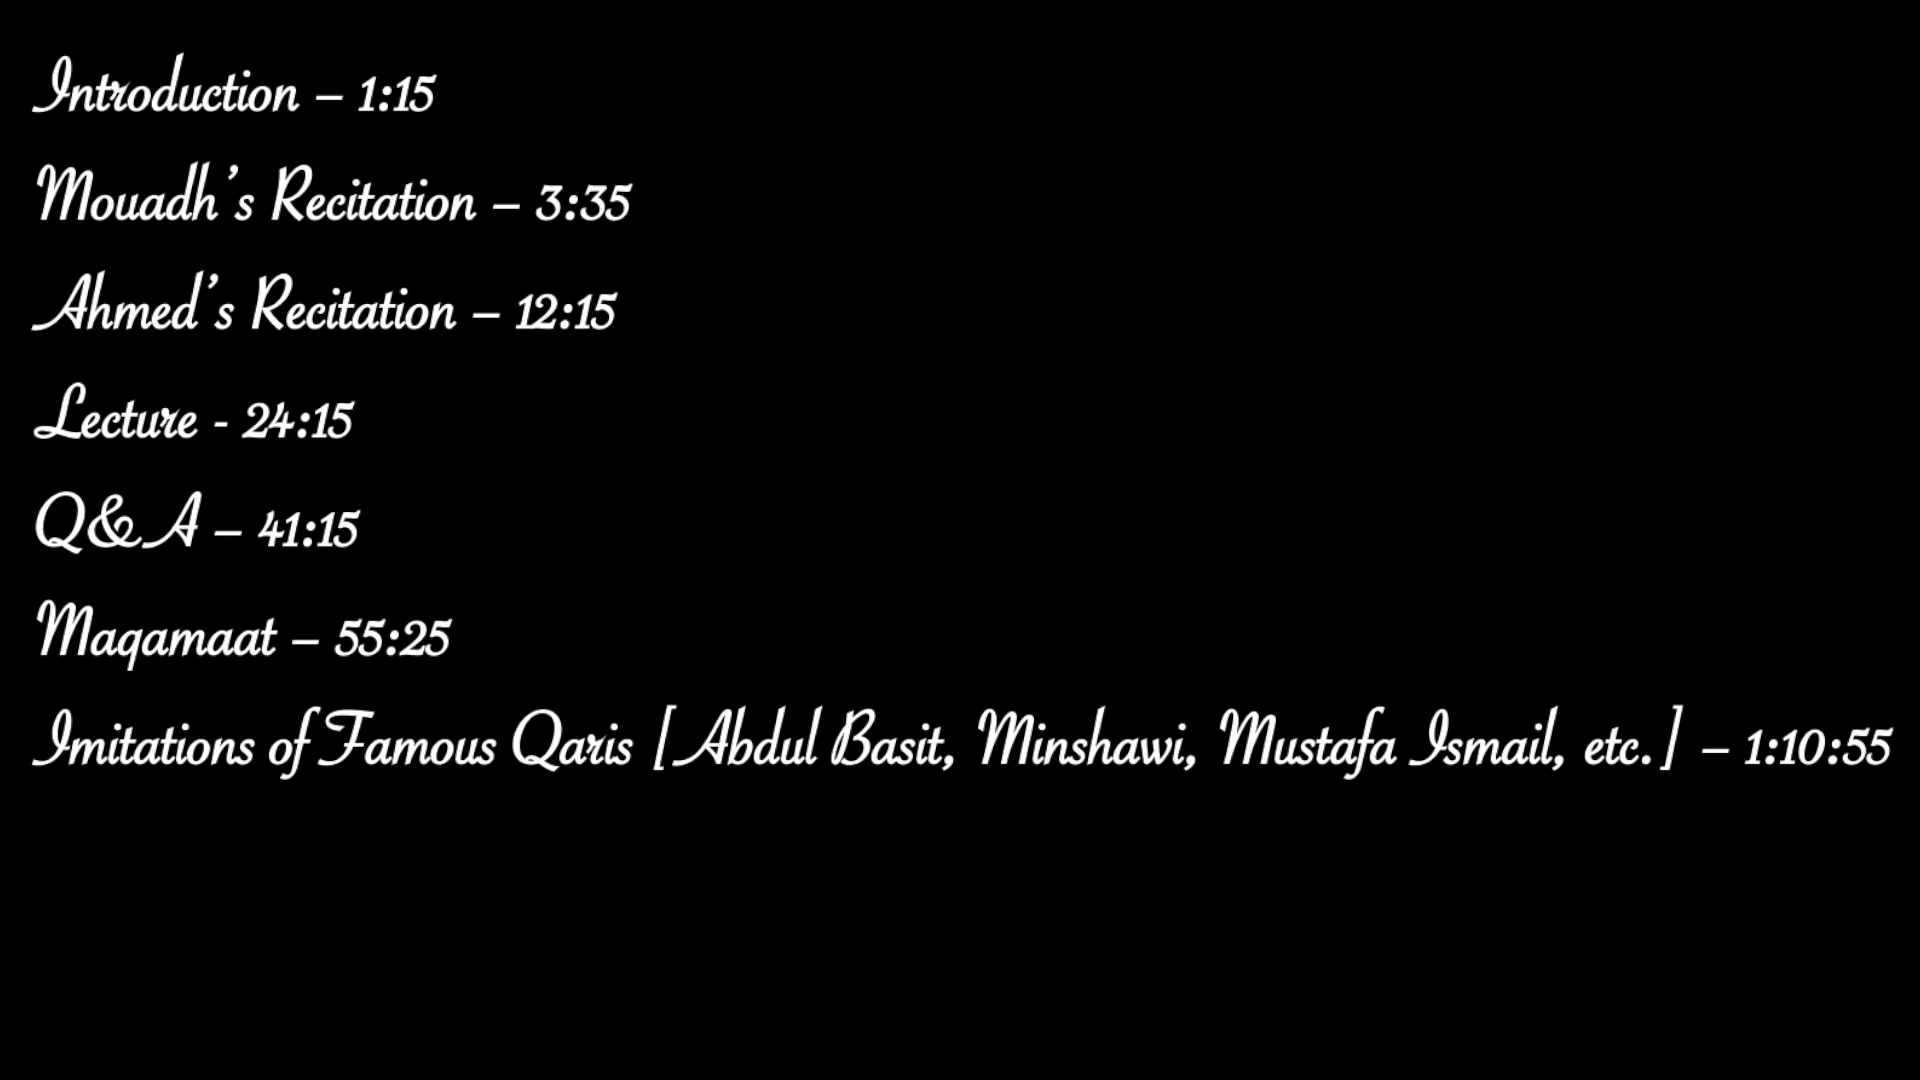 Introduction – 1:15
Mouadh’s Recitation – 3:35
Ahmed’s Recitation – 12:15
Lecture - 24:15
Q&A – 41:15
Maqamaat – 55:25
Imitations of Famous Qaris [Abdul Basit, Minshawi, Mustafa Ismail, etc.] – 1:10:55